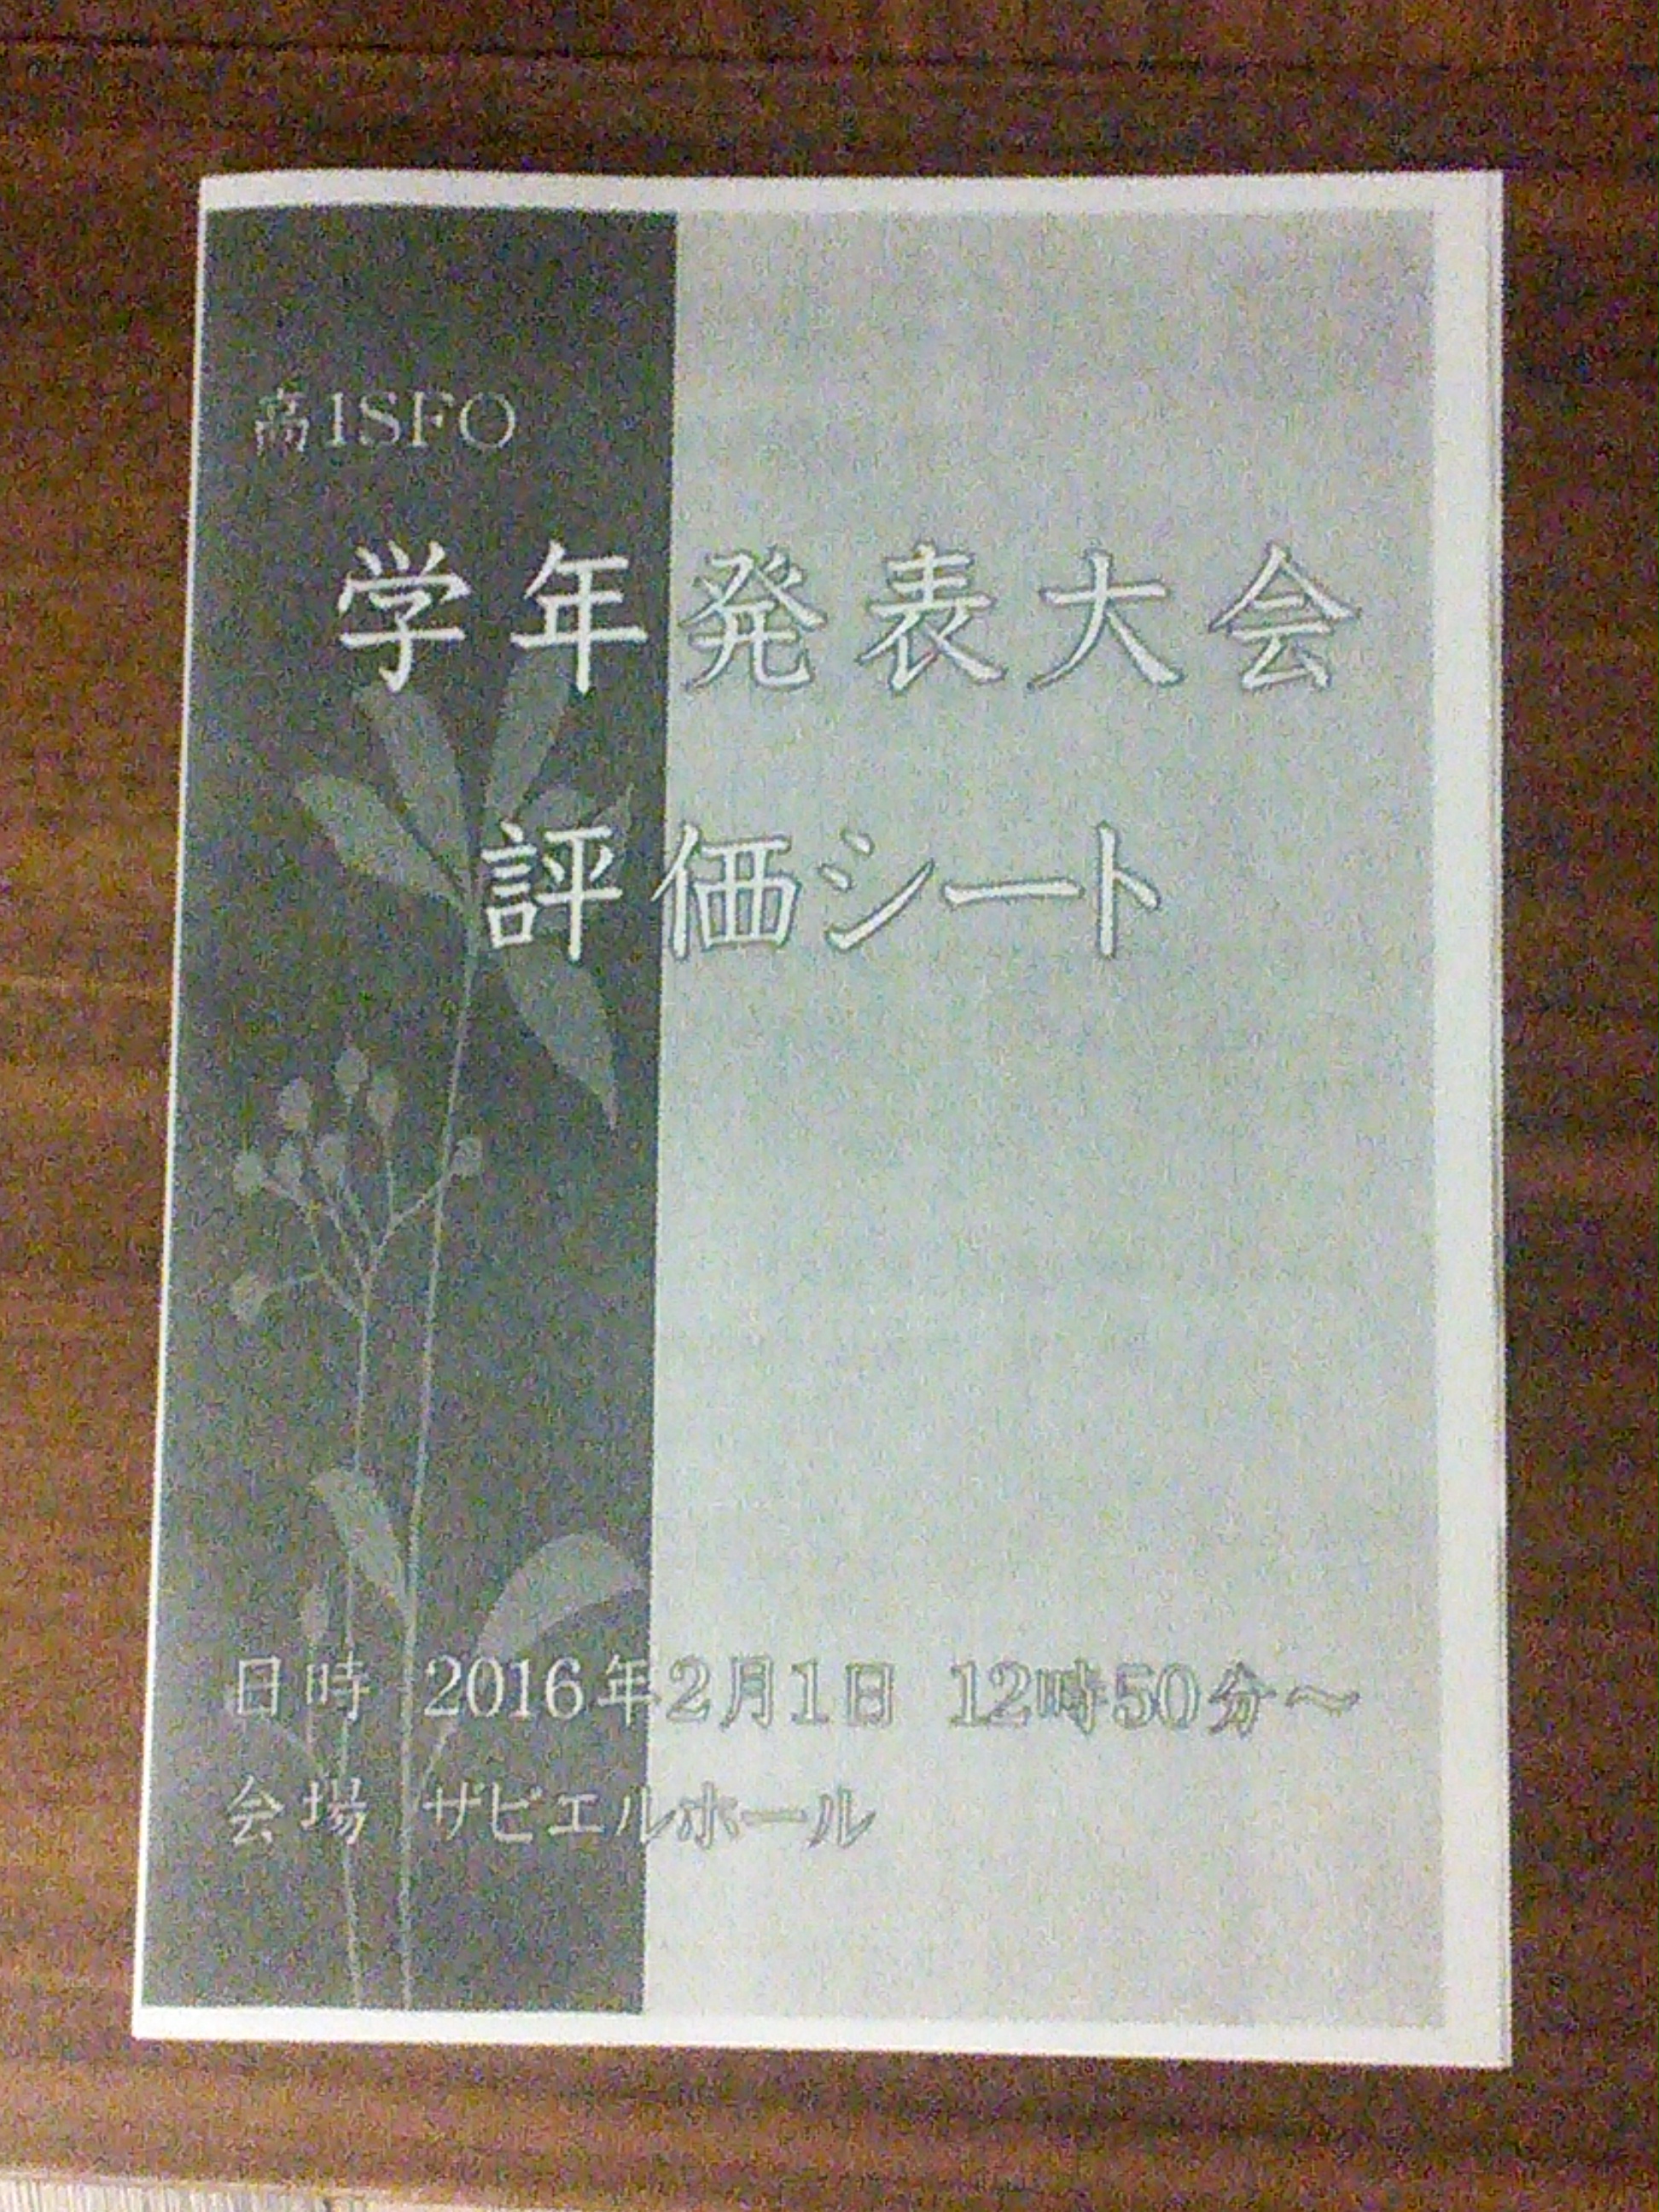 高1SFO
学年発表大会
評価シート
日時 2016年2月1日 12時50分～
会場 ザビエルホール